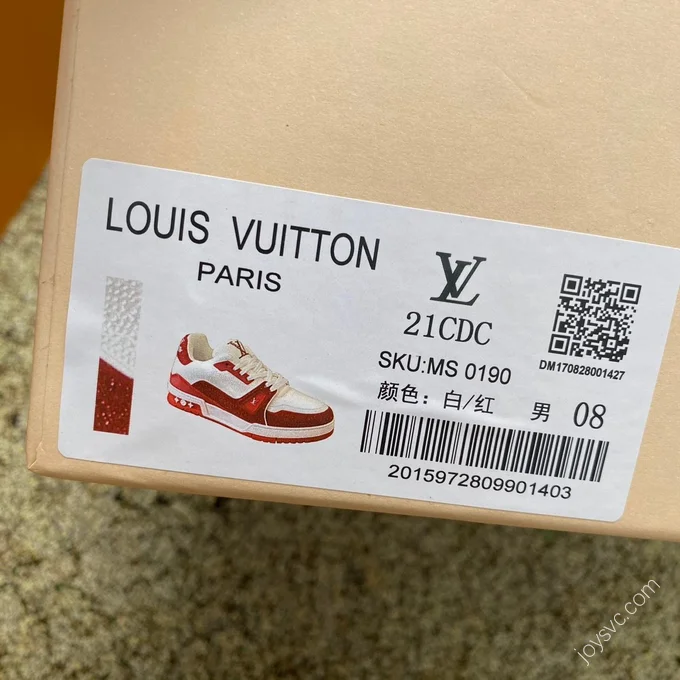 LOUIS VUITTON
PARIS
LV
21CDC
SKU:MS 0190
颜色：白/红 男 08
DM170828001427
2015972809901403
joysvc.com